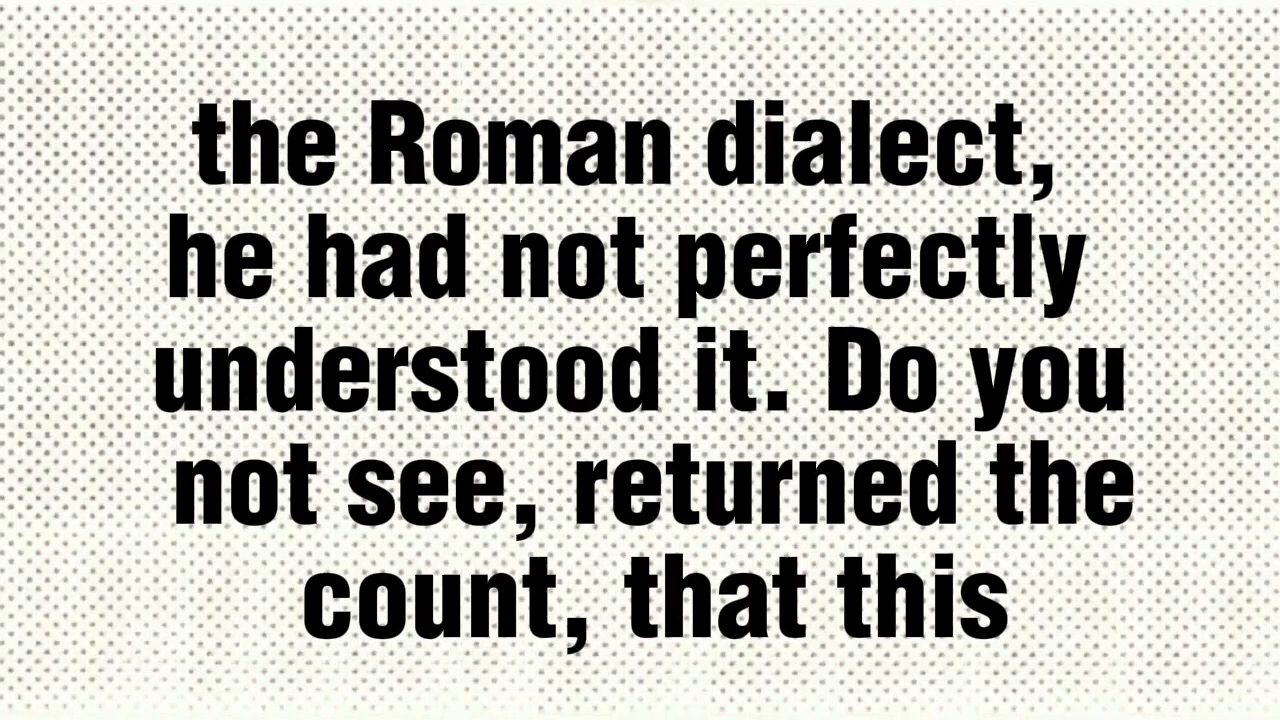 the Roman dialect,
he had not perfectly
understood it. Do you
not see, returned the
count, that this